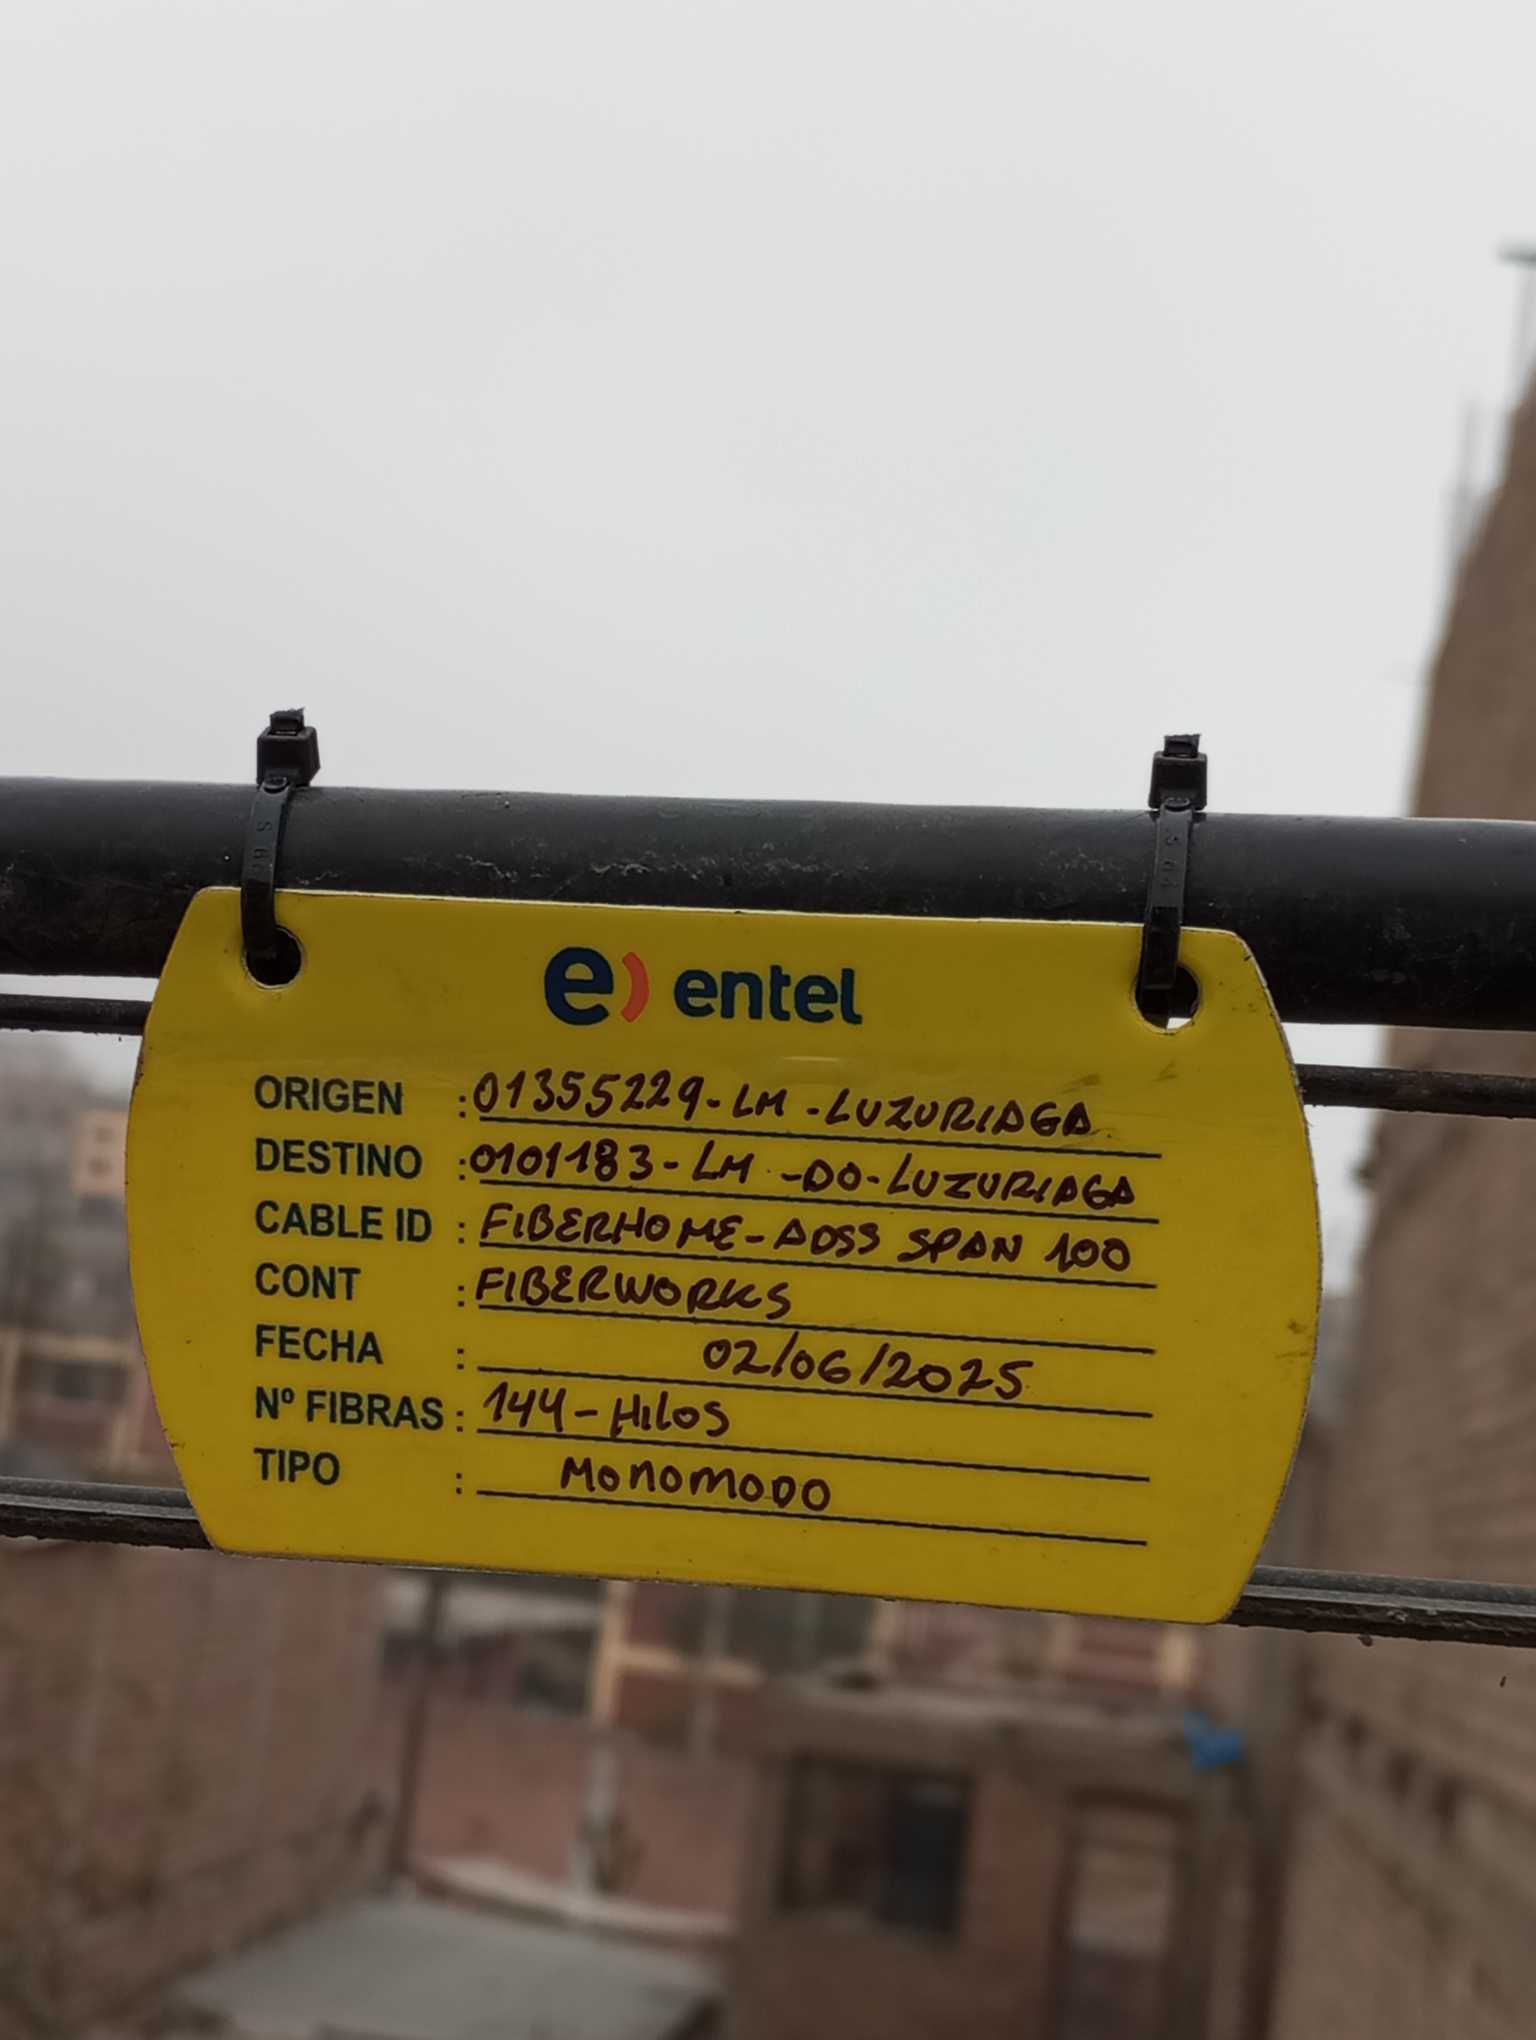 e) entel
ORIGEN : 01355229-LM-LUZURIAGA
DESTINO : 0101183-LM-DO-LUZURIAGA
CABLE ID : FIBERHOME-ADSS SPAN 100
CONT : FIBERWORKS
FECHA : 02/06/2025
Nº FIBRAS : 144-HILOS
TIPO : MONOMODO